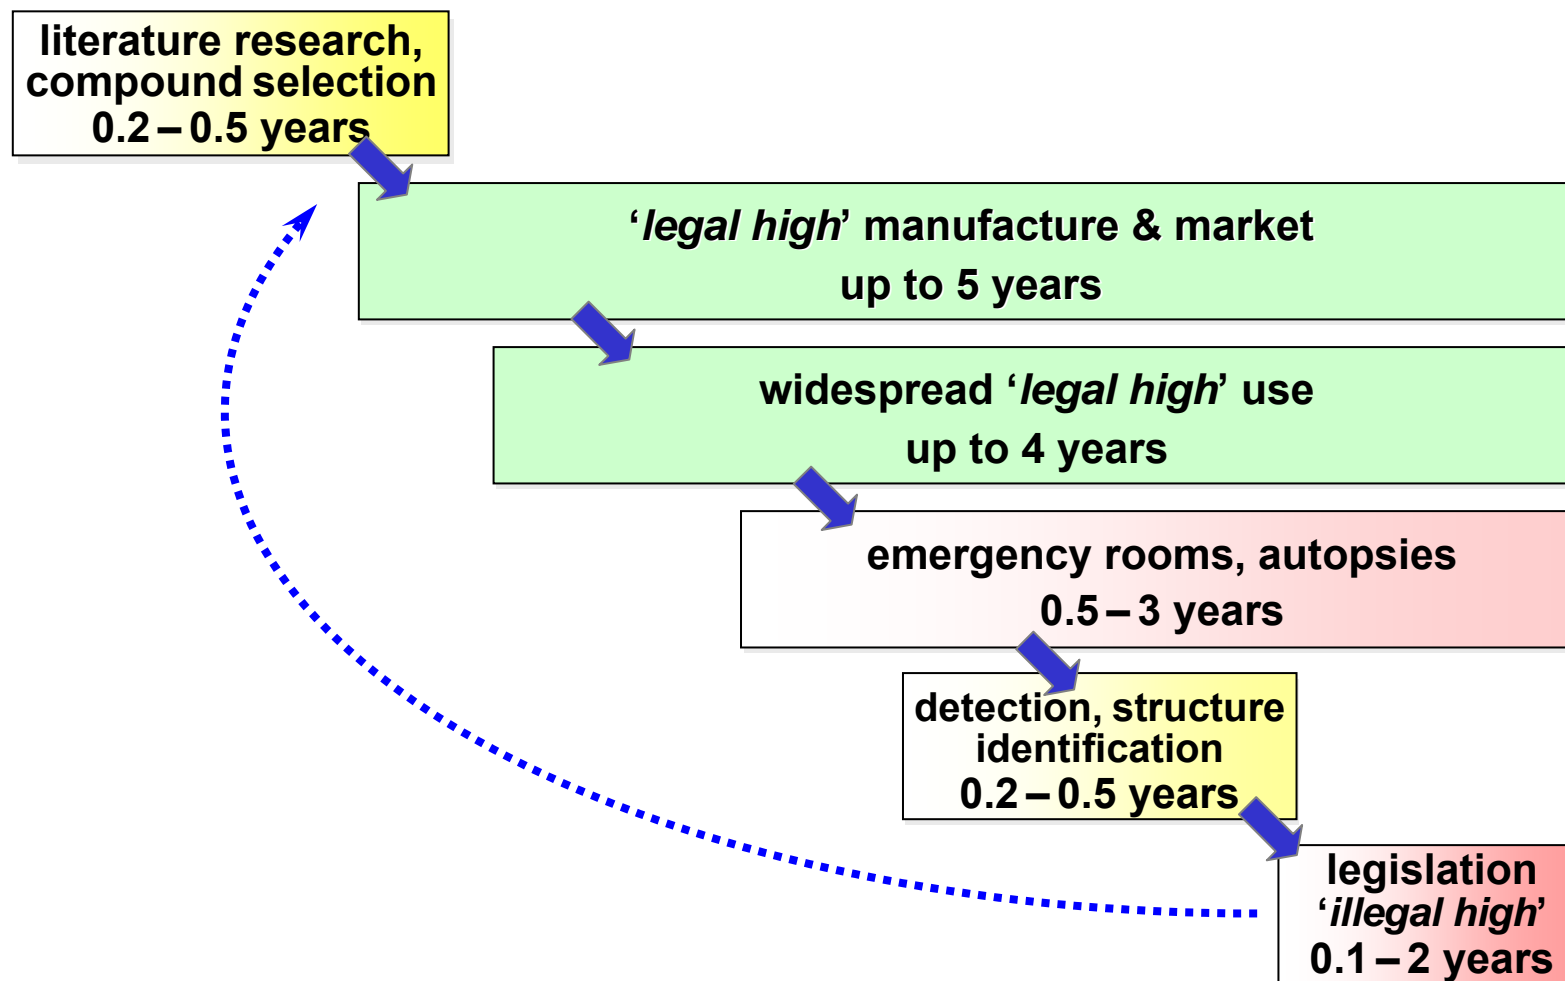 literature research,
compound selection
0.2 – 0.5 years
‘legal high’ manufacture & market
up to 5 years
widespread ‘legal high’ use
up to 4 years
emergency rooms, autopsies
0.5 – 3 years
detection, structure
identification
0.2 – 0.5 years
legislation
‘illegal high’
0.1 – 2 years